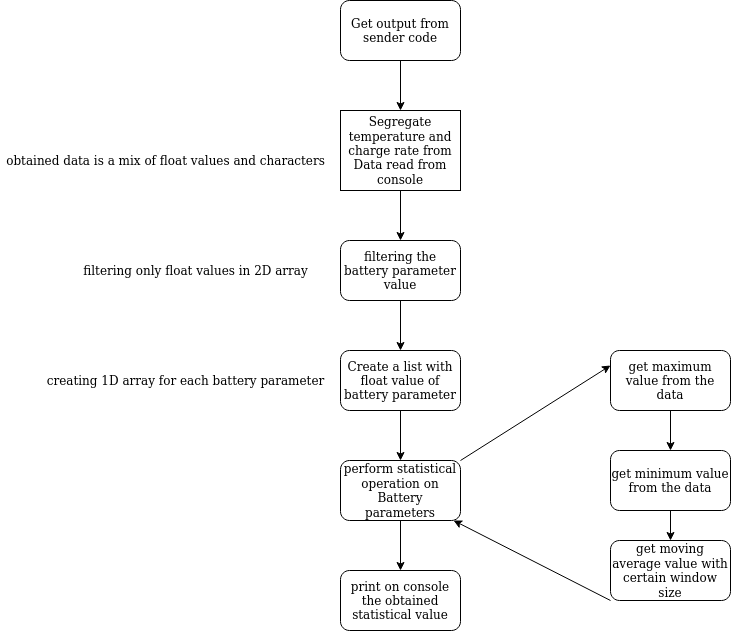 Get output from
sender code
Segregate
temperature and
charge rate from
Data read from
console
obtained data is a mix of float values and characters
filtering the
battery parameter
value
filtering only float values in 2D array
Create a list with
float value of
battery parameter
creating 1D array for each battery parameter
get maximum
value from the
data
get minimum value
from the data
get moving
average value with
certain window
size
perform statistical
operation on
Battery
parameters
print on console
the obtained
statistical value